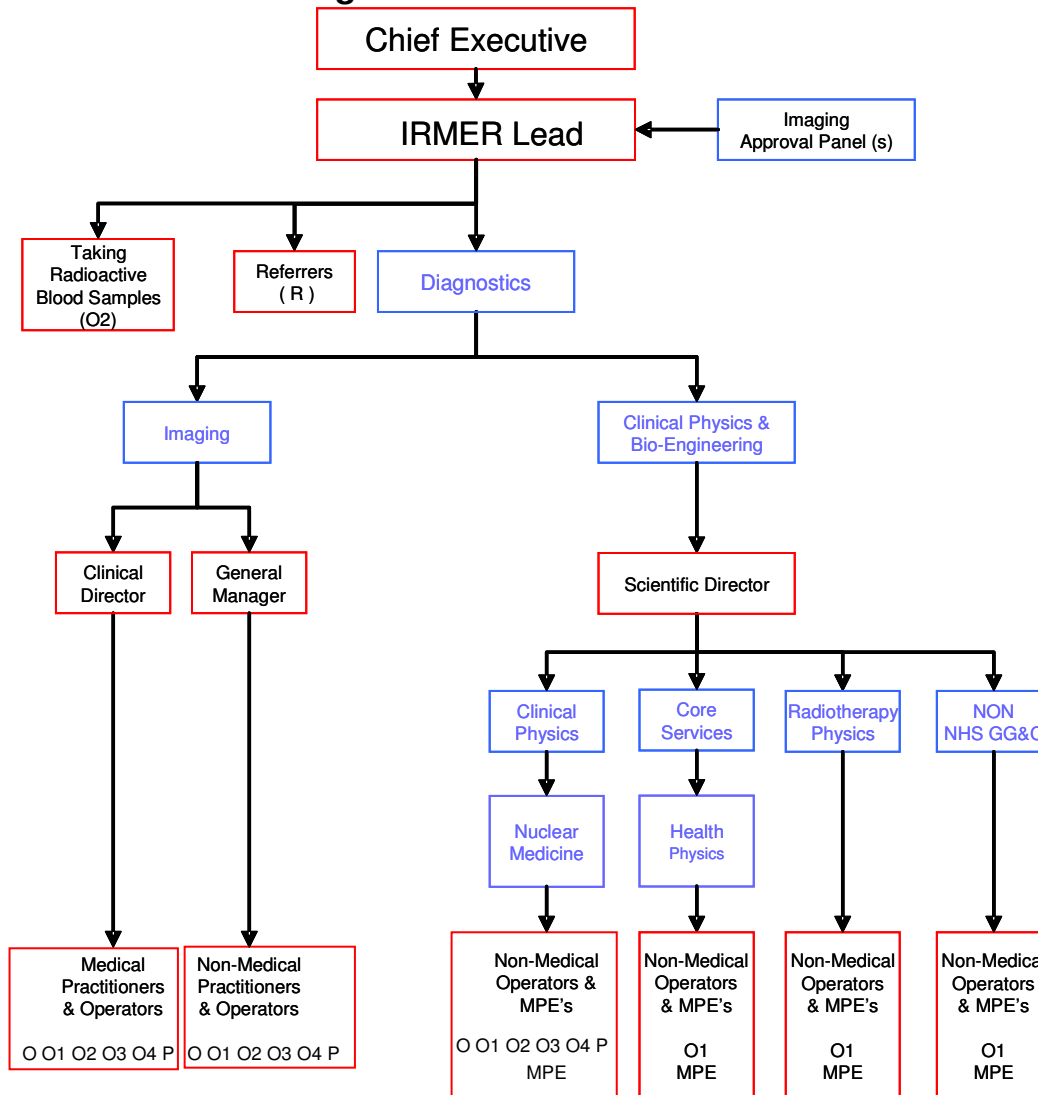 Chief Executive
IRMER Lead
Imaging
Approval Panel (s)
Taking
Radioactive
Blood Samples
(O2)
Referrers
( R )
Diagnostics
Imaging
Clinical Physics &
Bio-Engineering
Clinical
Director
General
Manager
Scientific Director
Clinical
Physics
Core
Services
Radiotherapy
Physics
NON
NHS GG&C
Nuclear
Medicine
Health
Physics
Medical
Practitioners
& Operators
O O1 O2 O3 O4 P
Non-Medical
Practitioners
& Operators
O O1 O2 O3 O4 P
Non-Medical
Operators &
MPE's
O O1 O2 O3 O4 P
MPE
Non-Medical
Operators
& MPE's
O1
MPE
Non-Medical
Operators
& MPE's
O1
MPE
Non-Medical
Operators
& MPE's
O1
MPE